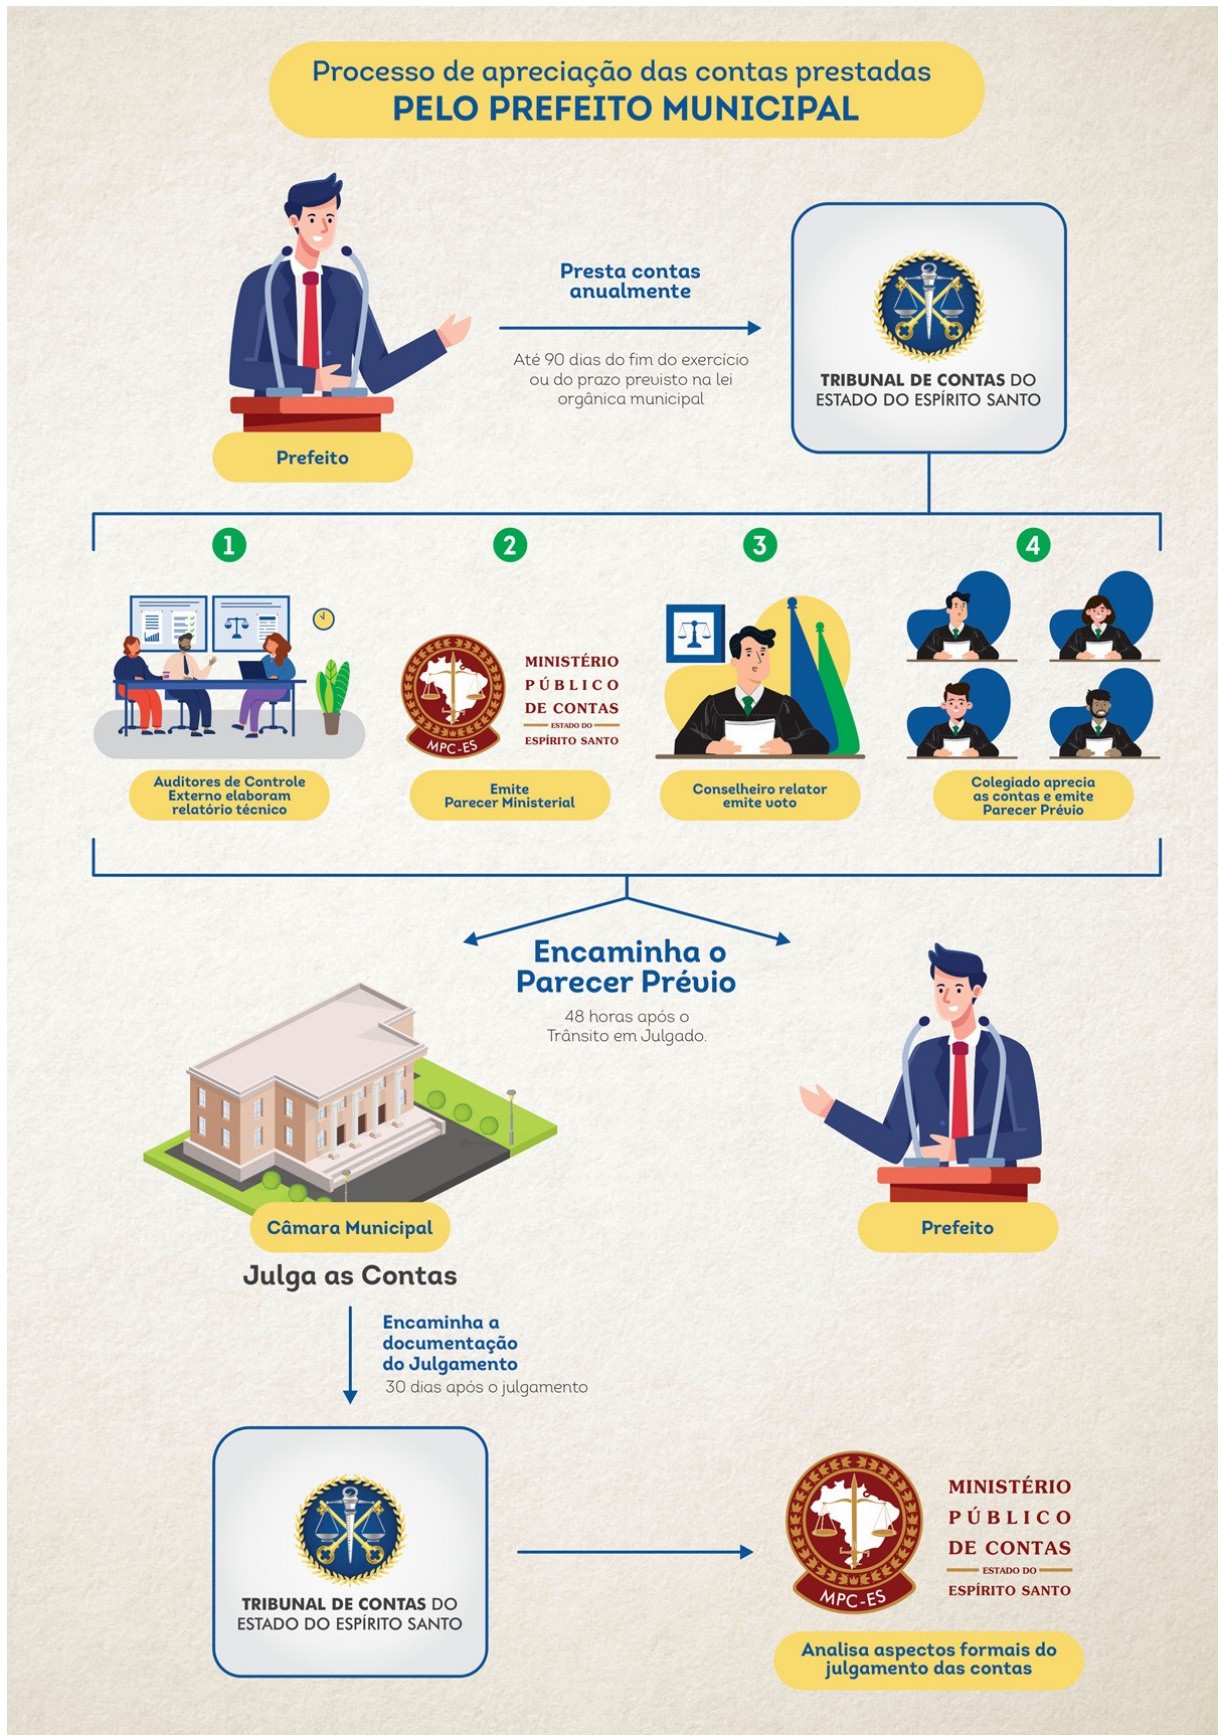 Processo de apreciação das contas prestadas
PELO PREFEITO MUNICIPAL
Presta contas
anualmente
Até 90 dias do fim do exercício
ou do prazo previsto na lei
orgânica municipal
TRIBUNAL DE CONTAS DO
ESTADO DO ESPÍRITO SANTO
Prefeito
1
2
3
4
MINISTÉRIO
PÚBLICO
DE CONTAS
ESTADO DO
ESPÍRITO SANTO
MPC-ES
Auditores de Controle
Externo elaboram
relatório técnico
Emite
Parecer Ministerial
Conselheiro relator
emite voto
Colegiado aprecia
as contas e emite
Parecer Prévio
Encaminha o
Parecer Prévio
48 horas após o
Trânsito em Julgado.
Câmara Municipal
Prefeito
Julga as Contas
Encaminha a
documentação
do Julgamento
30 dias após o julgamento
TRIBUNAL DE CONTAS DO
ESTADO DO ESPÍRITO SANTO
MINISTÉRIO
PÚBLICO
DE CONTAS
ESTADO DO
ESPÍRITO SANTO
MPC-ES
Analisa aspectos formais do
julgamento das contas